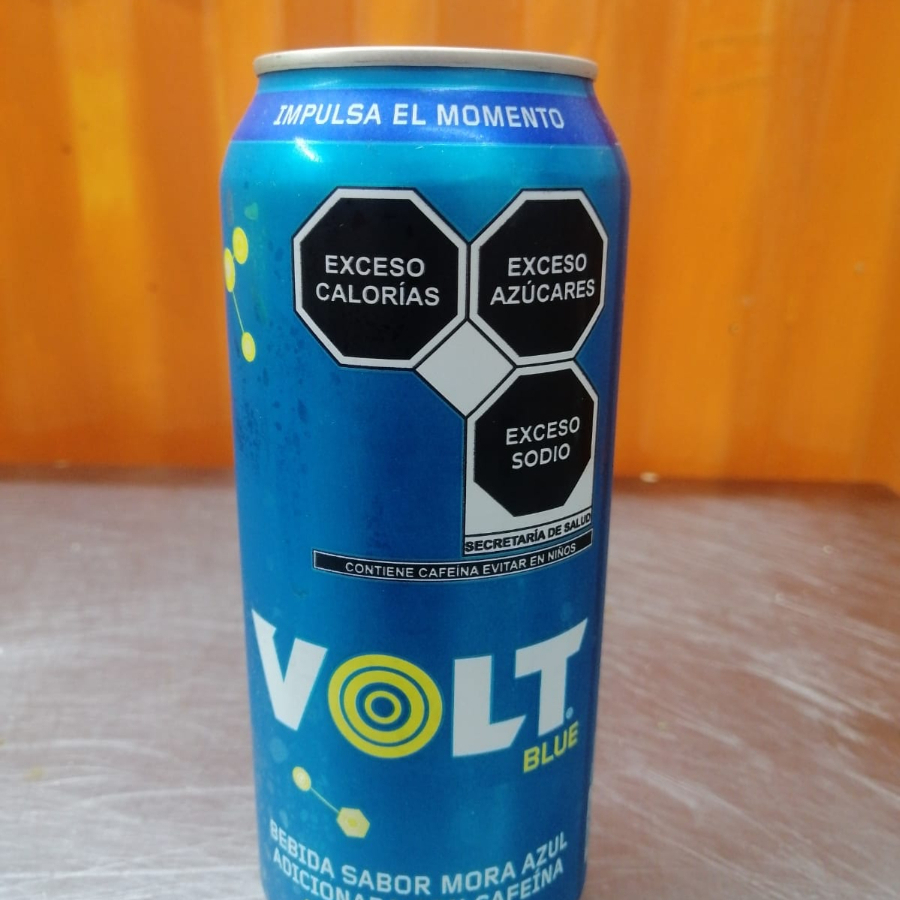 IMPULSA EL MOMENTO
EXCESO
CALORÍAS
EXCESO
AZÚCARES
EXCESO
SODIO
SECRETARÍA DE SALUD
CONTIENE CAFEÍNA EVITAR EN NIÑOS
VOLT
BLUE
BEBIDA SABOR MORA AZUL
CAFEÍNA